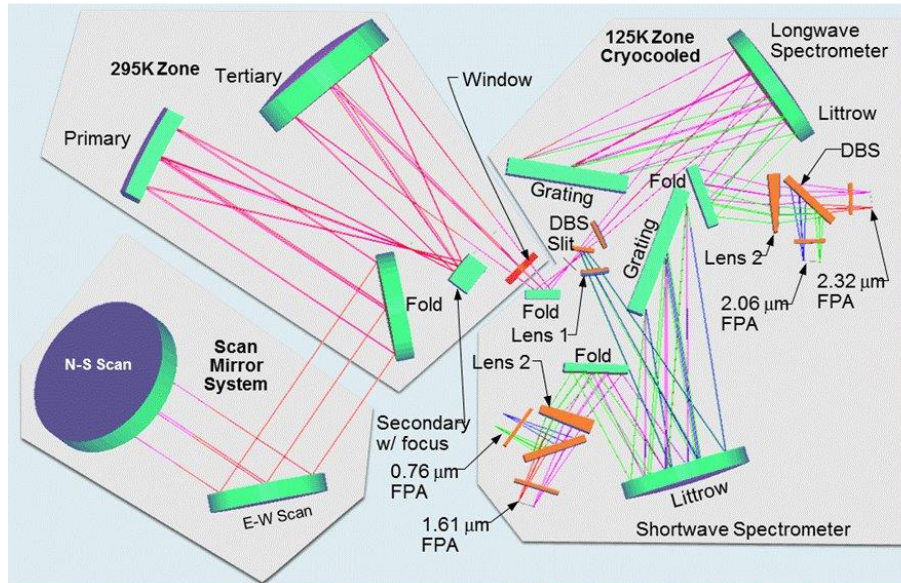 295K Zone
Tertiary
Primary
Window
125K Zone
Cryocooled
Longwave
Spectrometer
Littrow
DBS
Grating
Fold
DBS
Slit
Grating
Lens 2
2.32 µm
FPA
2.06 µm
FPA
Fold
Fold
Lens 1
N-S Scan
Scan
Mirror
System
Lens 2
Fold
Secondary
w/ focus
0.76 µm
FPA
E-W Scan
1.61 µm
FPA
Littrow
Shortwave Spectrometer